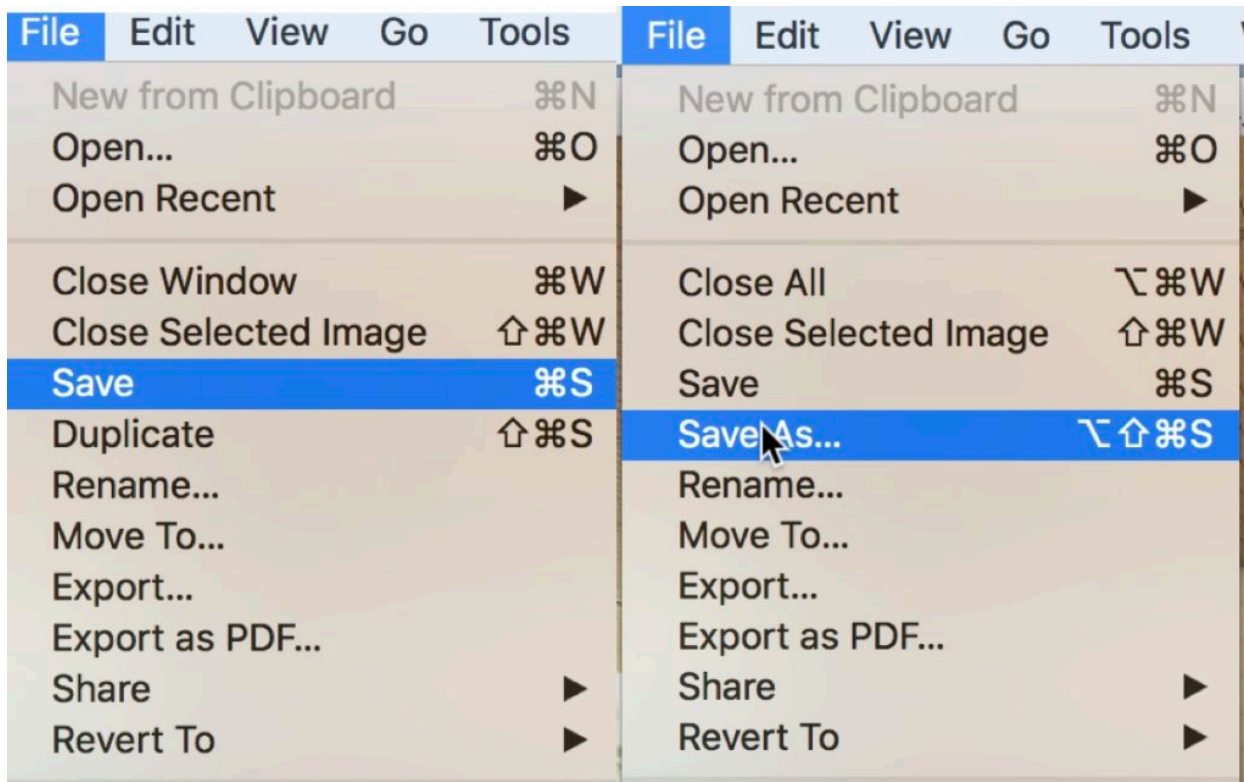 File Edit View Go Tools
New from Clipboard ⌘N
Open... ⌘O
Open Recent ▶
Close Window ⌘W
Close Selected Image ⇧⌘W
Save ⌘S
Duplicate ⇧⌘S
Rename...
Move To...
Export...
Export as PDF...
Share ▶
Revert To ▶
File Edit View Go Tools
New from Clipboard ⌘N
Open... ⌘O
Open Recent ▶
Close All ⌥⌘W
Close Selected Image ⇧⌘W
Save ⌘S
Save As... ⌥⇧⌘S
Rename...
Move To...
Export...
Export as PDF...
Share ▶
Revert To ▶